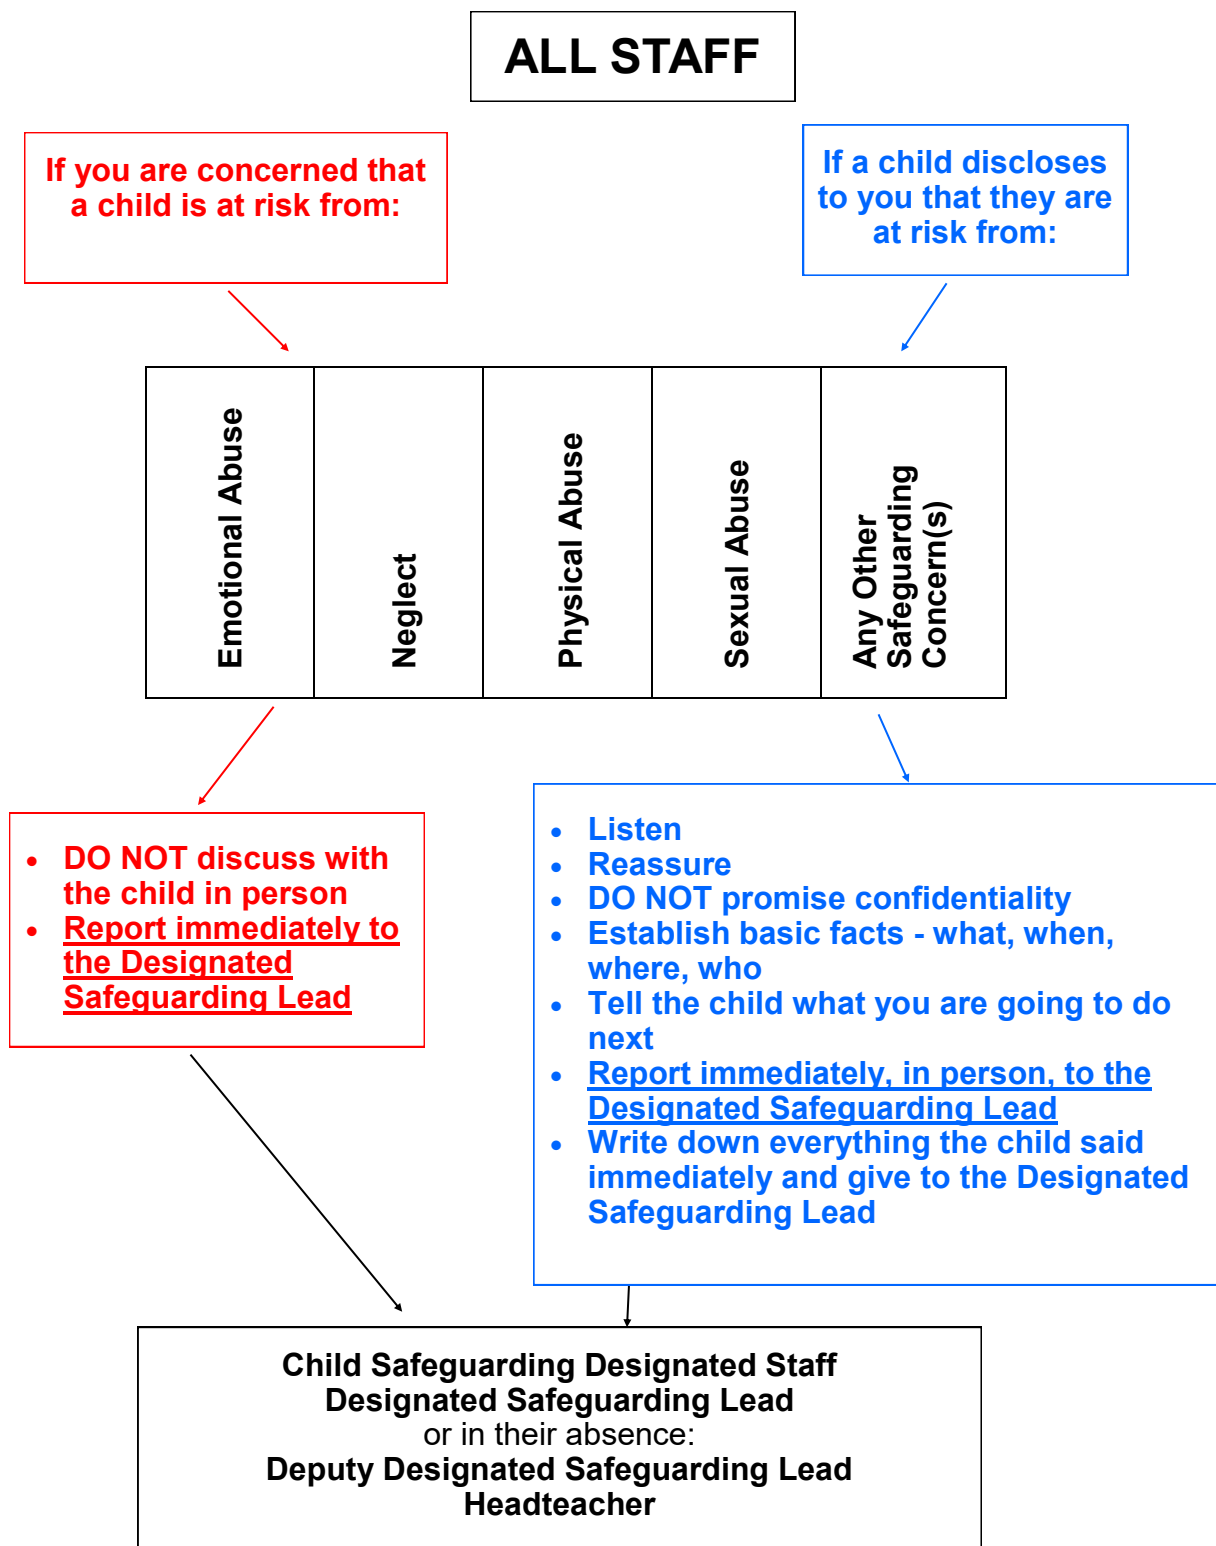 ALL STAFF
If you are concerned that
a child is at risk from:
If a child discloses
to you that they are
at risk from:
Emotional Abuse
Neglect
Physical Abuse
Sexual Abuse
Any Other
Safeguarding
Concern(s)
• DO NOT discuss with
the child in person
• Report immediately to
the Designated
Safeguarding Lead
• Listen
• Reassure
• DO NOT promise confidentiality
• Establish basic facts - what, when,
where, who
• Tell the child what you are going to do
next
• Report immediately, in person, to the
Designated Safeguarding Lead
• Write down everything the child said
immediately and give to the Designated
Safeguarding Lead
Child Safeguarding Designated Staff
Designated Safeguarding Lead
or in their absence:
Deputy Designated Safeguarding Lead
Headteacher